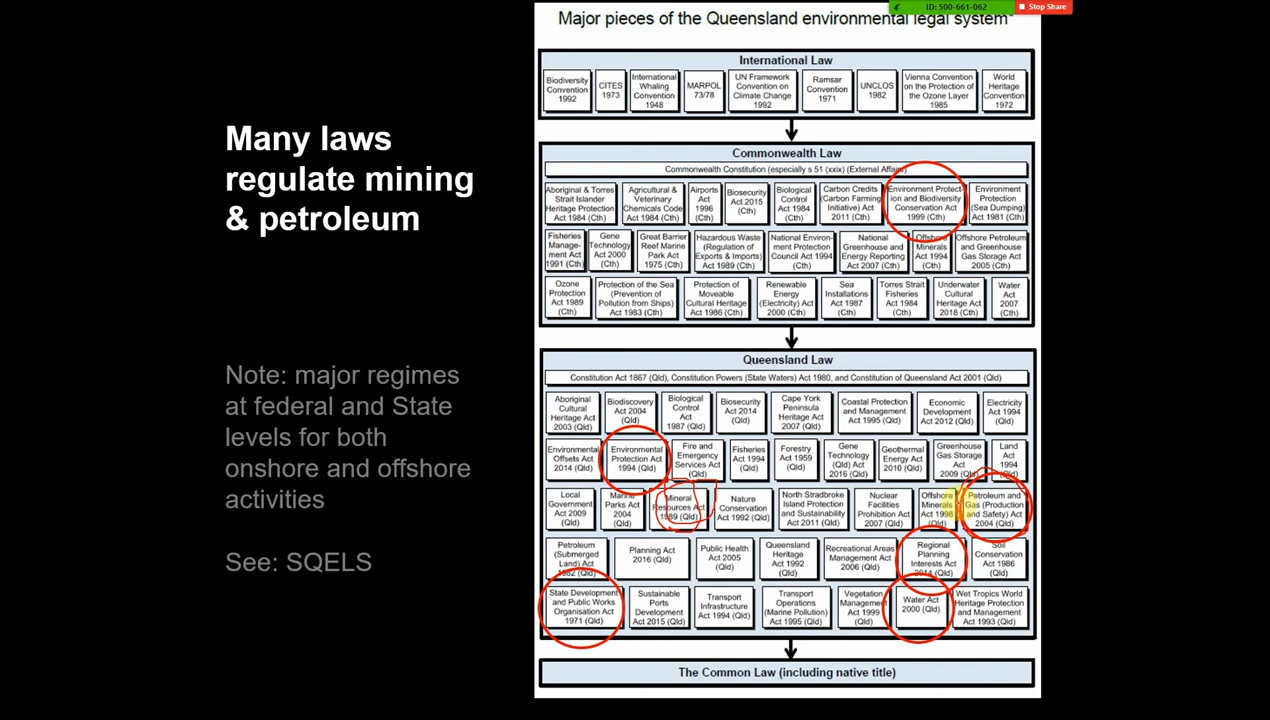 ID: 500-661-062
Stop Share
Major pieces of the Queensland environmental legal system*
Many laws
regulate mining
& petroleum
Note: major regimes
at federal and State
levels for both
onshore and offshore
activities
See: SQELS
International Law
Biodiversity
Convention
1992
CITES
1973
International
Whaling
Convention
1948
MARPOL
73/78
UN Framework
Convention on
Climate Change
1992
Ramsar
Convention
1971
UNCLOS
1982
Vienna Convention
on the Protection of
the Ozone Layer
1985
World
Heritage
Convention
1972
Commonwealth Law
Commonwealth Constitution (especially s 51 (xxix) (External Affairs)
Aboriginal & Torres
Strait Islander
Heritage Protection
Act 1984 (Cth)
Agricultural &
Veterinary
Chemicals Code
Act 1984 (Cth)
Airports
Act
1996
(Cth)
Biosecurity
Act 2015
(Cth)
Biological
Control
Act 1984
(Cth)
Carbon Credits
(Carbon Farming
Initiative) Act
2011 (Cth)
Environment Protect-
ion and Biodiversity
Conservation Act
1999 (Cth)
Environment
Protection
(Sea Dumping)
Act 1981 (Cth)
Fisheries
Manage-
ment Act
1991 (Cth)
Gene
Technology
Act 2000
(Cth)
Great Barrier
Reef Marine
Park Act
1975 (Cth)
Hazardous Waste
(Regulation of
Exports & Imports)
Act 1989 (Cth)
National Environ-
ment Protection
Council Act 1994
(Cth)
National
Greenhouse and
Energy Reporting
Act 2007 (Cth)
Offshore
Minerals
Act 1994
(Cth)
Offshore Petroleum
and Greenhouse
Gas Storage Act
2005 (Cth)
Ozone
Protection
Act 1989
(Cth)
Protection of the Sea
(Prevention of
Pollution from Ships)
Act 1983 (Cth)
Protection of
Moveable
Cultural Heritage
Act 1986 (Cth)
Renewable
Energy
(Electricity) Act
2000 (Cth)
Sea
Installations
Act 1987
(Cth)
Torres Strait
Fisheries
Act 1984
(Cth)
Underwater
Cultural
Heritage Act
2018 (Cth)
Water
Act
2007
(Cth)
Queensland Law
Constitution Act 1867 (Qld), Constitution Powers (State Waters) Act 1980, and Constitution of Queensland Act 2001 (Qld)
Aboriginal
Cultural
Heritage Act
2003 (Qld)
Biodiscovery
Act 2004
(Qld)
Biological
Control
Act
1987 (Qld)
Biosecurity
Act 2014
(Qld)
Cape York
Peninsula
Heritage Act
2007 (Qld)
Coastal Protection
and Management
Act 1995 (Qld)
Economic
Development
Act 2012 (Qld)
Electricity
Act 1994
(Qld)
Environmental
Offsets Act
2014 (Qld)
Environmental
Protection Act
1994 (Qld)
Fire and
Emergency
Services Act
(Qld)
Fisheries
Act 1994
(Qld)
Forestry
Act 1959
(Qld)
Gene
Technology
(Qld) Act
2016 (Qld)
Geothermal
Energy Act
2010 (Qld)
Greenhouse
Gas Storage
Act
2009 (Qld)
Land
Act
1994
(Qld)
Local
Government
Act 2009
(Qld)
Marine
Parks Act
2004
(Qld)
Mineral
Resources Act
1989 (Qld)
Nature
Conservation
Act 1992 (Qld)
North Stradbroke
Island Protection
and Sustainability
Act 2011 (Qld)
Nuclear
Facilities
Prohibition Act
2007 (Qld)
Offshore
Minerals
Act 1998
(Qld)
Petroleum and
Gas (Production
and Safety) Act
2004 (Qld)
Petroleum
(Submerged
Land) Act
1982 (Qld)
Planning Act
2016 (Qld)
Public Health
Act 2005
(Qld)
Queensland
Heritage
Act 1992
(Qld)
Recreational Areas
Management Act
2006 (Qld)
Regional
Planning
Interests Act
2014 (Qld)
Soil
Conservation
Act 1986
(Qld)
State Development
and Public Works
Organisation Act
1971 (Qld)
Sustainable
Ports
Development
Act 2015 (Qld)
Transport
Infrastructure
Act 1994 (Qld)
Transport
Operations
(Marine Pollution)
Act 1995 (Qld)
Vegetation
Management
Act 1999
(Qld)
Water Act
2000 (Qld)
Wet Tropics World
Heritage Protection
and Management
Act 1993 (Qld)
The Common Law (including native title)